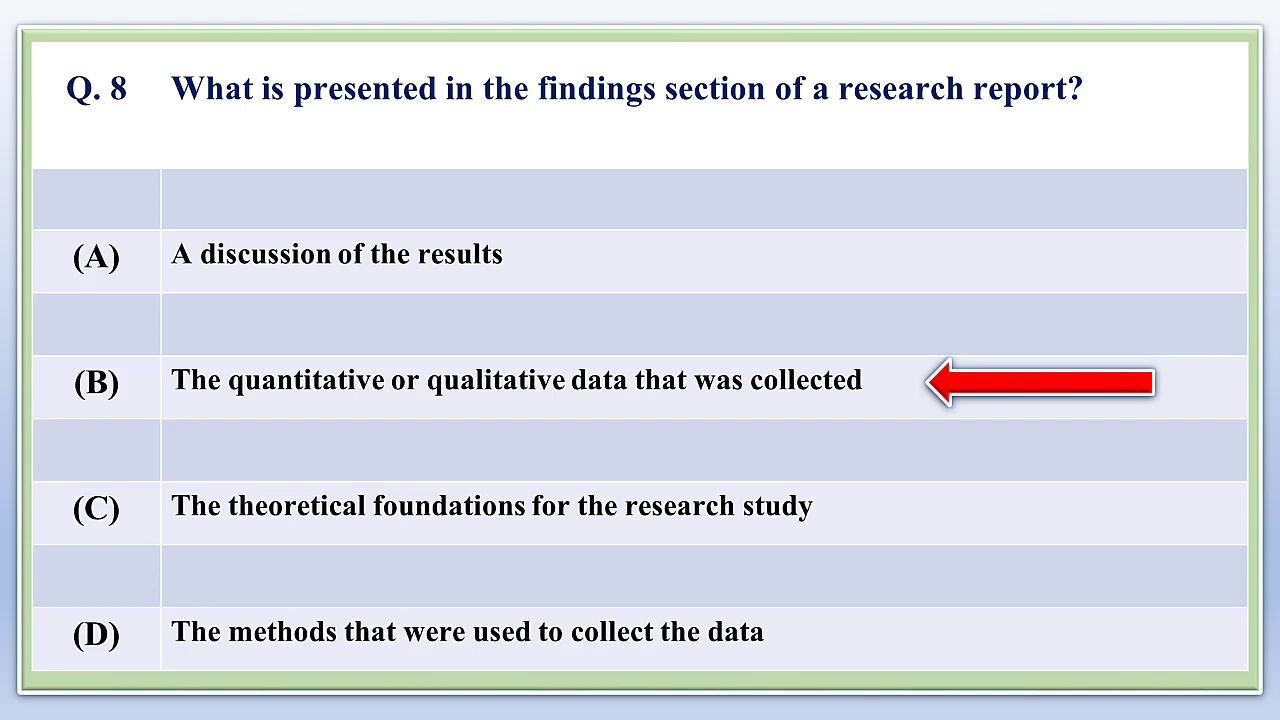 Q. 8 What is presented in the findings section of a research report?
(A) A discussion of the results
(B) The quantitative or qualitative data that was collected
(C) The theoretical foundations for the research study
(D) The methods that were used to collect the data